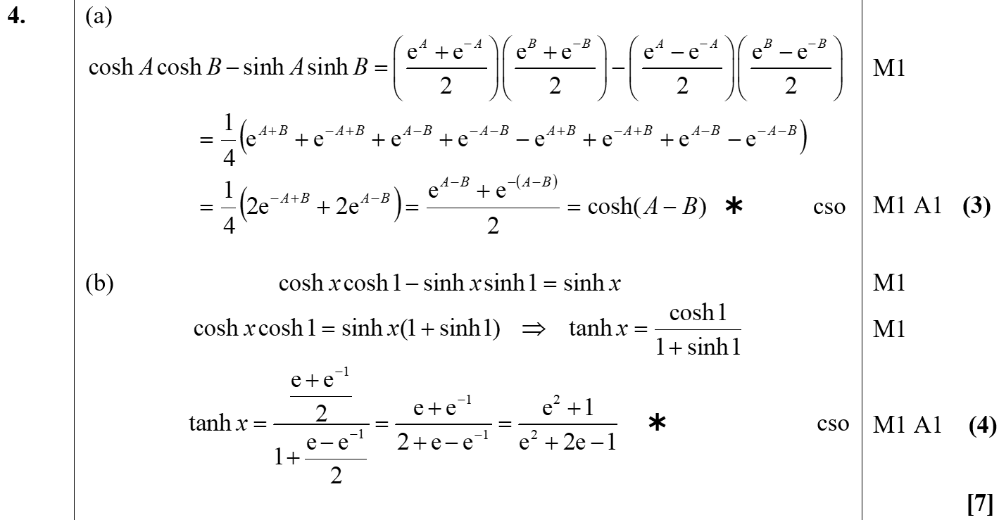 4. (a)
cosh A cosh B − sinh A sinh B = ((e^A + e^−A)/2)((e^B + e^−B)/2) − ((e^A − e^−A)/2)((e^B − e^−B)/2) M1
= 1/4(e^(A+B) + e^(−A+B) + e^(A−B) + e^(−A−B) − e^(A+B) + e^(−A+B) + e^(A−B) − e^(−A−B))
= 1/4(2e^(−A+B) + 2e^(A−B)) = (e^(A−B) + e^(−(A−B)))/2 = cosh(A − B) * cso M1 A1 (3)
(b) cosh x cosh 1 − sinh x sinh 1 = sinh x M1
cosh x cosh 1 = sinh x(1 + sinh 1) ⇒ tanh x = cosh 1/(1 + sinh 1) M1
tanh x = ((e + e^−1)/2)/(1 + (e − e^−1)/2) = (e + e^−1)/(2 + e − e^−1) = (e^2 + 1)/(e^2 + 2e − 1) * cso M1 A1 (4)
[7]